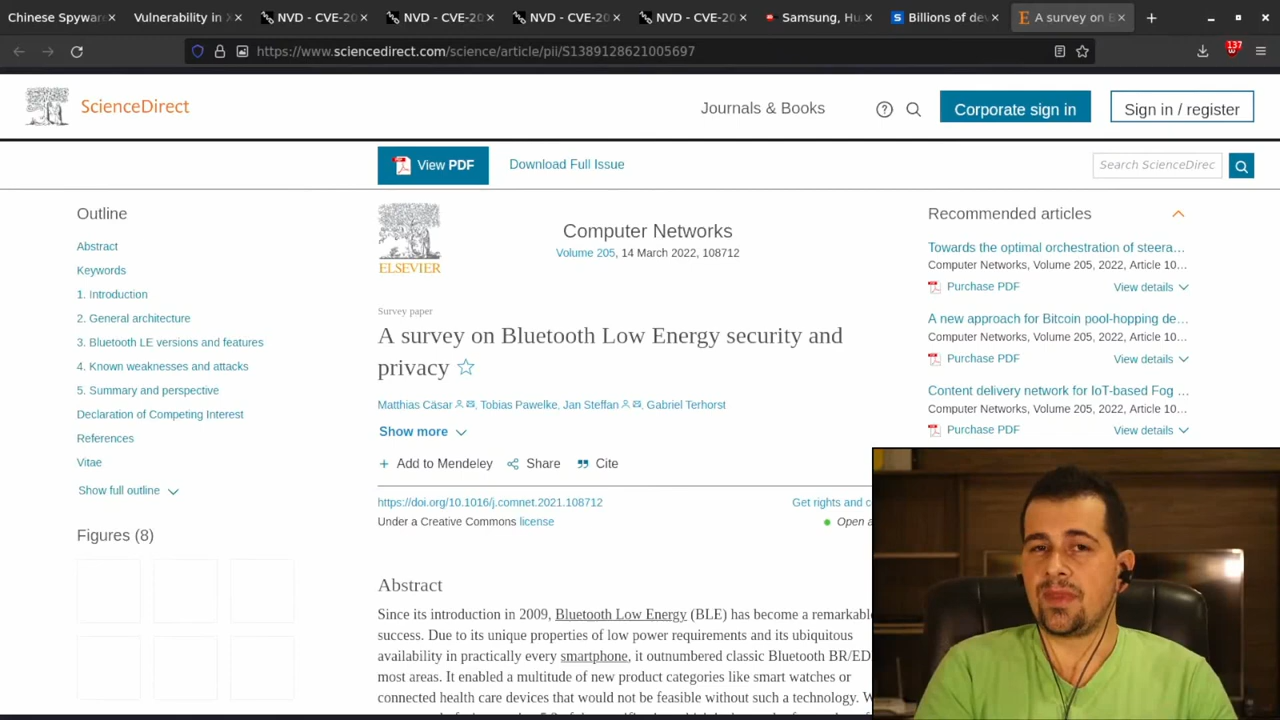 Chinese Spyware
Vulnerability in X
NVD - CVE-20
NVD - CVE-20
NVD - CVE-20
NVD - CVE-20
Samsung, Hu
Billions of dev
A survey on B
https://www.sciencedirect.com/science/article/pii/S1389128621005697
137
ScienceDirect
Journals & Books
Corporate sign in
Sign in / register
View PDF
Download Full Issue
Search ScienceDirec
Outline
Abstract
Keywords
1. Introduction
2. General architecture
3. Bluetooth LE versions and features
4. Known weaknesses and attacks
5. Summary and perspective
Declaration of Competing Interest
References
Vitae
Show full outline
Figures (8)
ELSEVIER
Computer Networks
Volume 205, 14 March 2022, 108712
Survey paper
A survey on Bluetooth Low Energy security and
privacy
Matthias Cäsar, Tobias Pawelke, Jan Steffan, Gabriel Terhorst
Show more
+ Add to Mendeley Share Cite
https://doi.org/10.1016/j.comnet.2021.108712
Get rights and c
Under a Creative Commons license
Open a
Abstract
Since its introduction in 2009, Bluetooth Low Energy (BLE) has become a remarkable
success. Due to its unique properties of low power requirements and its ubiquitous
availability in practically every smartphone, it outnumbered classic Bluetooth BR/ED
most areas. It enabled a multitude of new product categories like smart watches or
connected health care devices that would not be feasible without such a technology. W
Recommended articles
Towards the optimal orchestration of steera…
Computer Networks, Volume 205, 2022, Article 10…
Purchase PDF
View details
A new approach for Bitcoin pool-hopping de…
Computer Networks, Volume 205, 2022, Article 10…
Purchase PDF
View details
Content delivery network for IoT-based Fog …
Computer Networks, Volume 205, 2022, Article 10…
Purchase PDF
View details